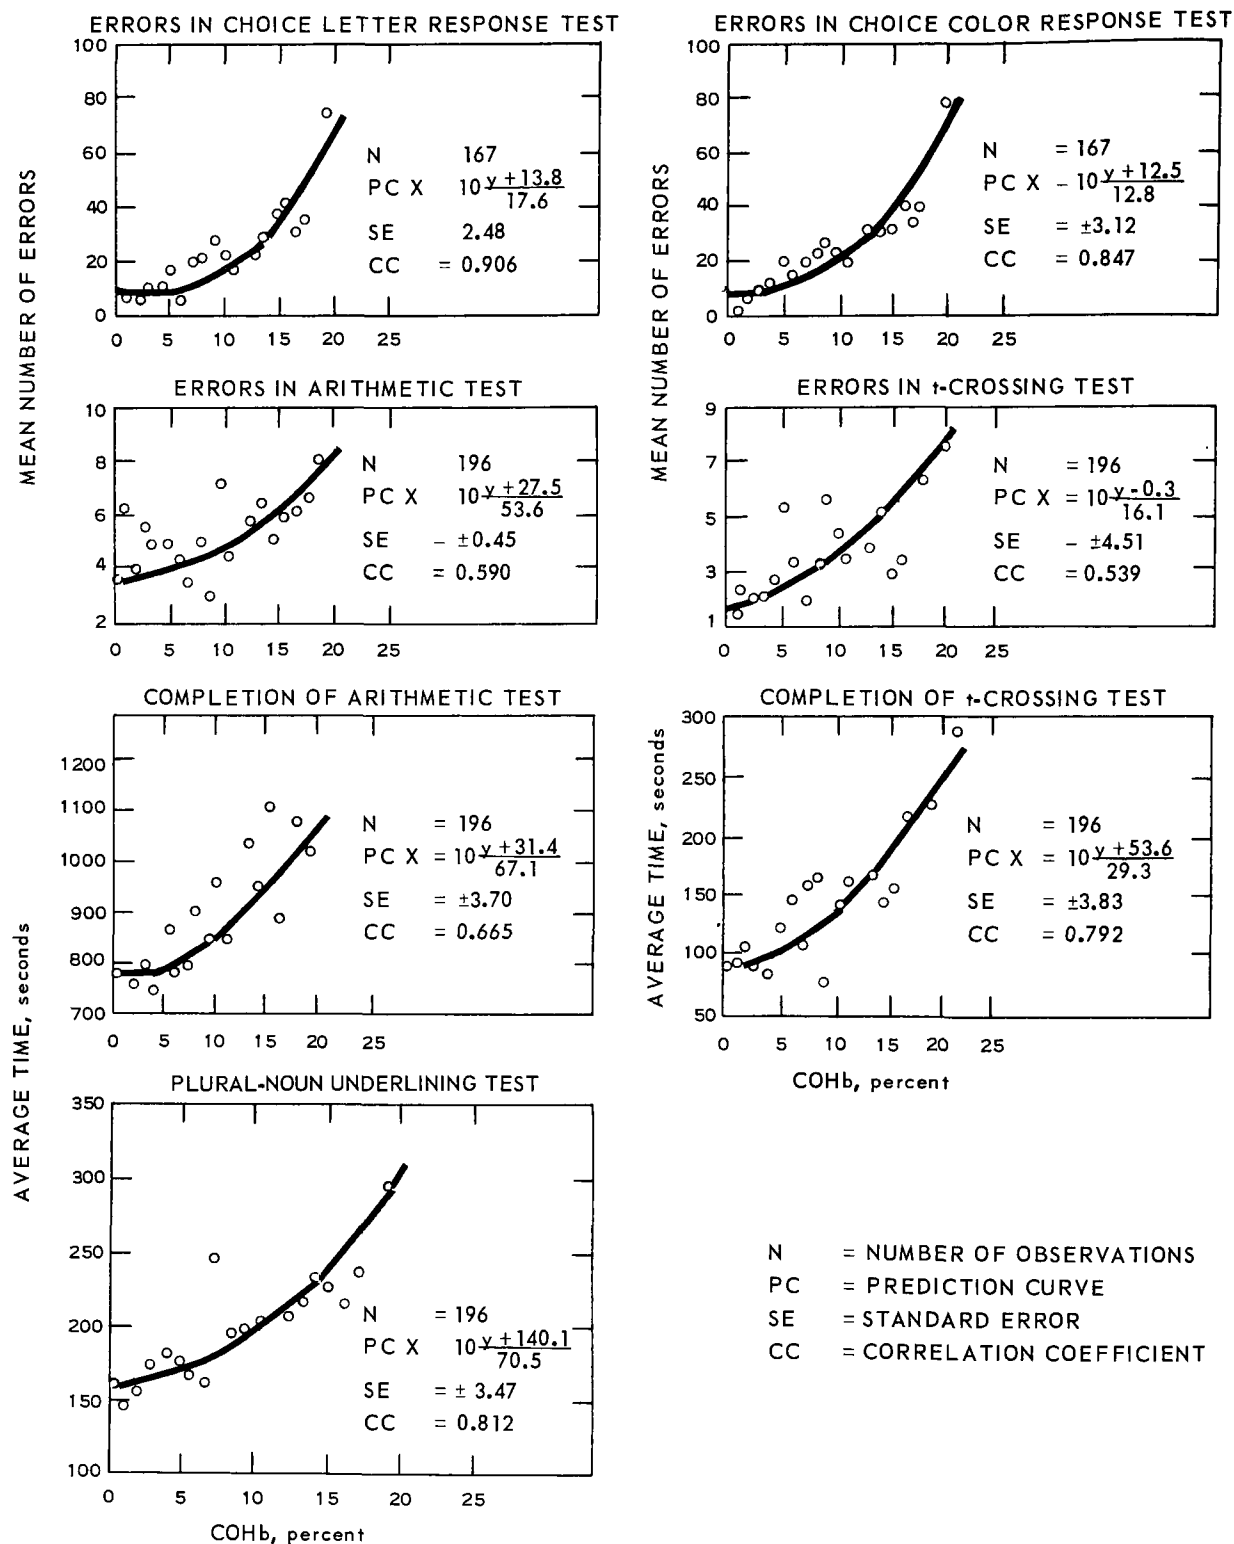 ERRORS IN CHOICE LETTER RESPONSE TEST
MEAN NUMBER OF ERRORS
100
80
60
40
20
0
0 5 10 15 20 25
N 167
PC X 10 y + 13.8
17.6
SE 2.48
CC = 0.906
ERRORS IN CHOICE COLOR RESPONSE TEST
MEAN NUMBER OF ERRORS
100
80
60
40
20
0
0 5 10 15 20 25
N = 167
PC X – 10 y + 12.5
12.8
SE = ±3.12
CC = 0.847
ERRORS IN ARITHMETIC TEST
10
8
6
4
2
0 5 10 15 20 25
N 196
PC X 10 y + 27.5
53.6
SE – ±0.45
CC = 0.590
ERRORS IN t-CROSSING TEST
9
7
5
3
1
0 5 10 15 20 25
N = 196
PC X = 10 y - 0.3
16.1
SE – ±4.51
CC = 0.539
COMPLETION OF ARITHMETIC TEST
AVERAGE TIME, seconds
1200
1100
1000
900
800
700
0 5 10 15 20 25
N = 196
PC X = 10 y + 31.4
67.1
SE = ±3.70
CC = 0.665
COMPLETION OF t-CROSSING TEST
AVERAGE TIME, seconds
300
250
200
150
100
50
0 5 10 15 20 25
COHb, percent
N = 196
PC X = 10 y + 53.6
29.3
SE = ±3.83
CC = 0.792
PLURAL-NOUN UNDERLINING TEST
350
300
250
200
150
100
0 5 10 15 20 25
COHb, percent
N = 196
PC X 10 y + 140.1
70.5
SE = ± 3.47
CC = 0.812
N = NUMBER OF OBSERVATIONS
PC = PREDICTION CURVE
SE = STANDARD ERROR
CC = CORRELATION COEFFICIENT